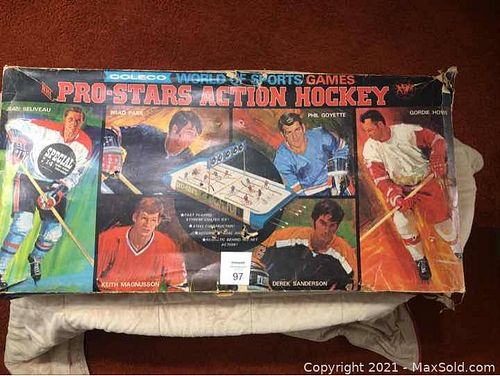 COLECO WORLD OF SPORTS GAMES
PRO-STARS ACTION HOCKEY
JEAN BELIVEAU
BRAD PARK
PHIL GOYETTE
GORDIE HOWE
SPECIAL
KEITH MAGNUSSON
DEREK SANDERSON
97
Copyright 2021 - MaxSold.com